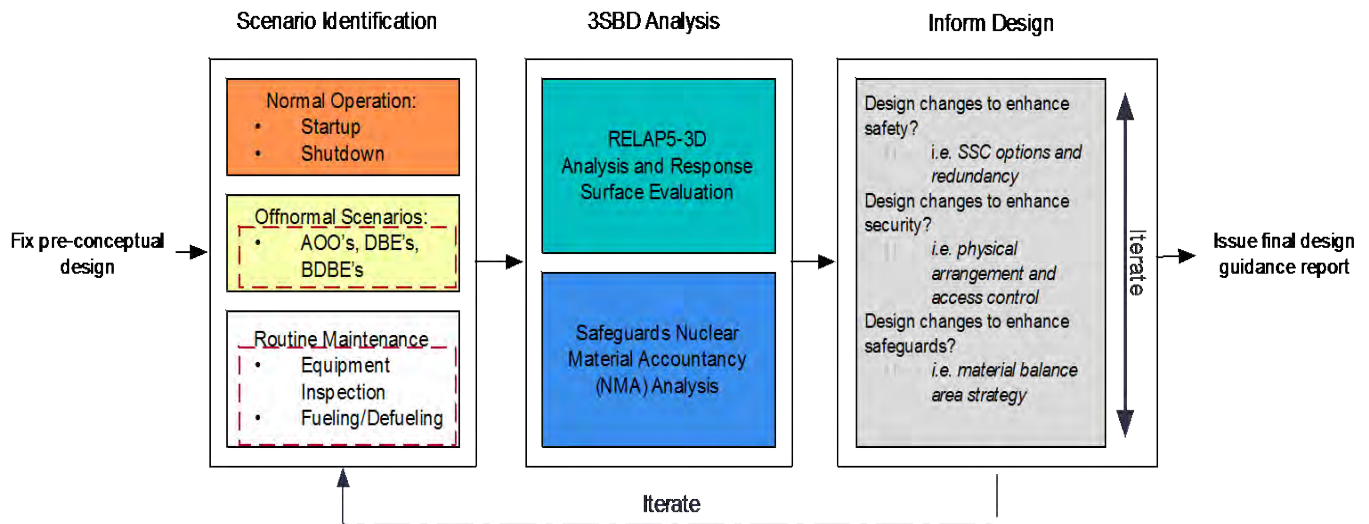 Scenario Identification
3SBD Analysis
Inform Design
Fix pre-conceptual
design
Normal Operation:
• Startup
• Shutdown
Offnormal Scenarios:
• AOO's, DBE's,
BDBE's
Routine Maintenance
• Equipment
Inspection
• Fueling/Defueling
RELAP5-3D
Analysis and Response
Surface Evaluation
Safeguards Nuclear
Material Accountancy
(NMA) Analysis
Design changes to enhance
safety?
i.e. SSC options and
redundancy
Design changes to enhance
security?
i.e. physical
arrangement and
access control
Design changes to enhance
safeguards?
i.e. material balance
area strategy
Iterate
Issue final design
guidance report
Iterate